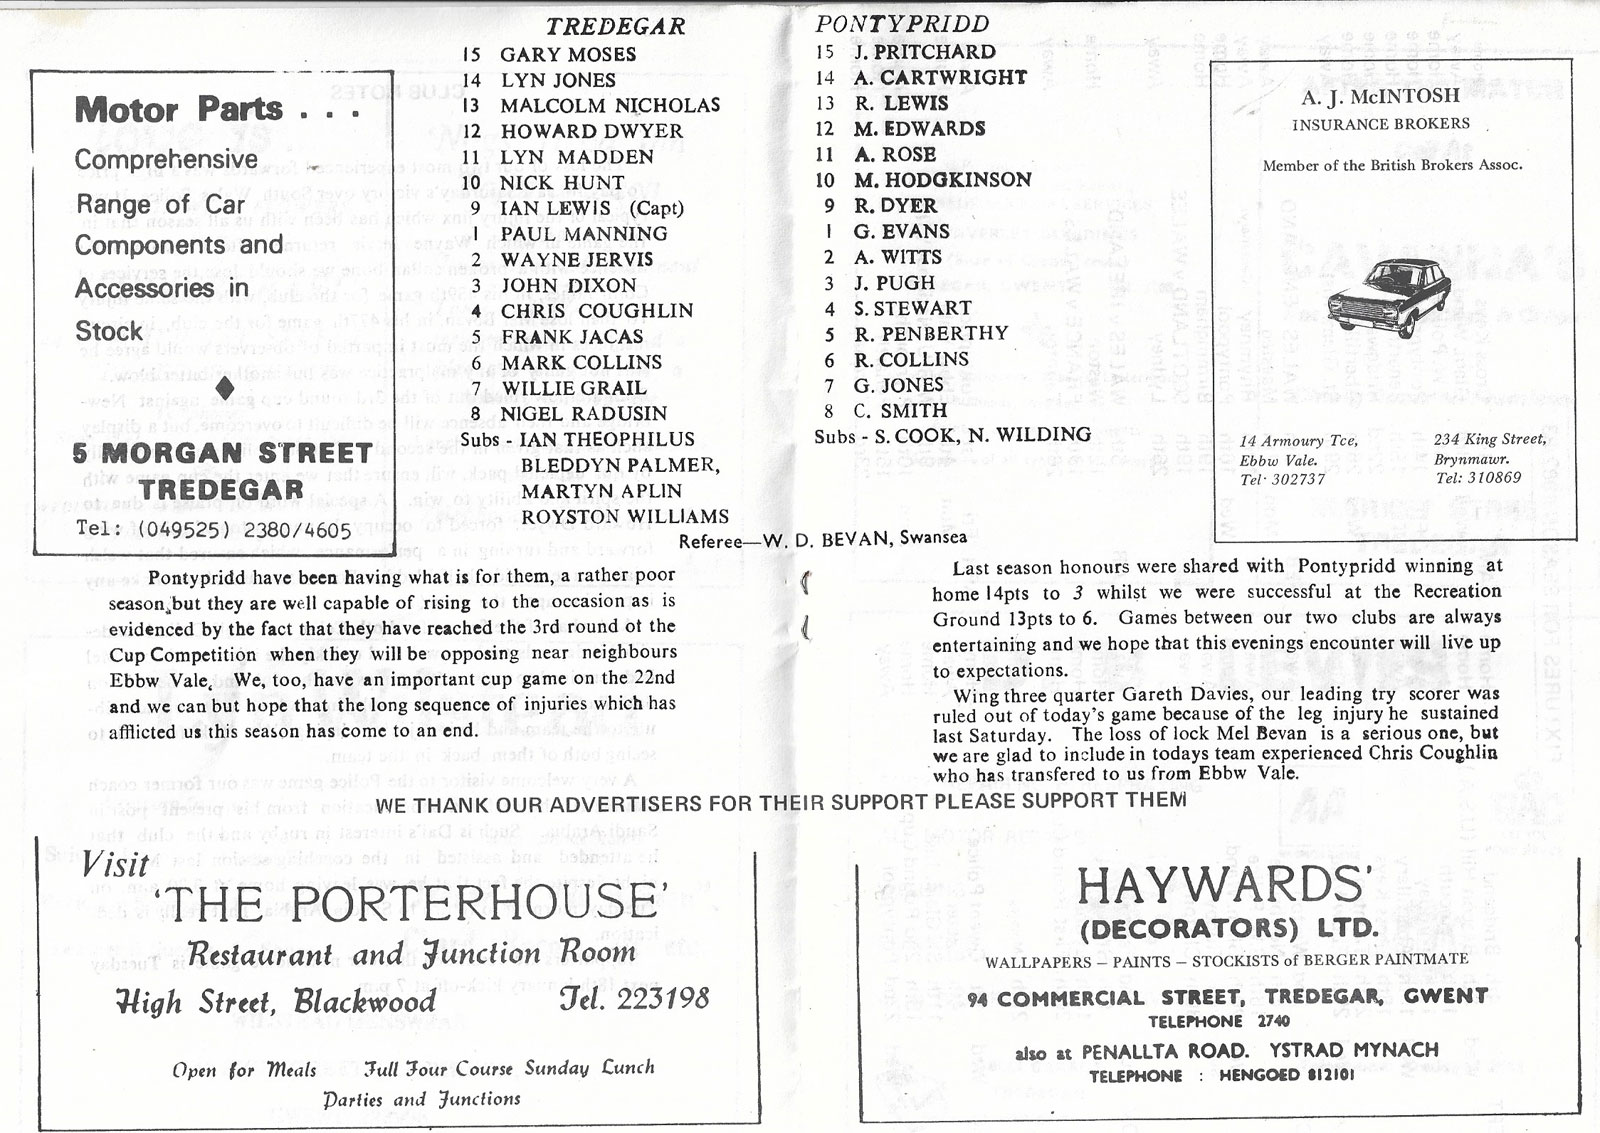 TREDEGAR
15 GARY MOSES
14 LYN JONES
13 MALCOLM NICHOLAS
12 HOWARD DWYER
11 LYN MADDEN
10 NICK HUNT
9 IAN LEWIS (Capt)
1 PAUL MANNING
2 WAYNE JERVIS
3 JOHN DIXON
4 CHRIS COUGHLIN
5 FRANK JACAS
6 MARK COLLINS
7 WILLIE GRAIL
8 NIGEL RADUSIN
Subs - IAN THEOPHILUS
BLEDDYN PALMER,
MARTYN APLIN
ROYSTON WILLIAMS
PONTYPRIDD
15 J. PRITCHARD
14 A. CARTWRIGHT
13 R. LEWIS
12 M. EDWARDS
11 A. ROSE
10 M. HODGKINSON
9 R. DYER
1 G. EVANS
2 A. WITTS
3 J. PUGH
4 S. STEWART
5 R. PENBERTHY
6 R. COLLINS
7 G. JONES
8 C. SMITH
Subs - S. COOK, N. WILDING
Referee—W. D. BEVAN, Swansea
Motor Parts . . .
Comprehensive
Range of Car
Components and
Accessories in
Stock
5 MORGAN STREET
TREDEGAR
Tel: (049525) 2380/4605
A. J. McINTOSH
INSURANCE BROKERS
Member of the British Brokers Assoc.
14 Armoury Tce,
Ebbw Vale.
Tel· 302737
234 King Street,
Brynmawr.
Tel: 310869
Pontypridd have been having what is for them, a rather poor
season, but they are well capable of rising to the occasion as is
evidenced by the fact that they have reached the 3rd round ot the
Cup Competition when they will be opposing near neighbours
Ebbw Vale. We, too, have an important cup game on the 22nd
and we can but hope that the long sequence of injuries which has
afflicted us this season has come to an end.
Last season honours were shared with Pontypridd winning at
home 14pts to 3 whilst we were successful at the Recreation
Ground 13pts to 6. Games between our two clubs are always
entertaining and we hope that this evenings encounter will live up
to expectations.
Wing three quarter Gareth Davies, our leading try scorer was
ruled out of today's game because of the leg injury he sustained
last Saturday. The loss of lock Mel Bevan is a serious one, but
we are glad to include in todays team experienced Chris Coughlin
who has transfered to us from Ebbw Vale.
WE THANK OUR ADVERTISERS FOR THEIR SUPPORT PLEASE SUPPORT THEM
Visit
'THE PORTERHOUSE'
Restaurant and Junction Room
High Street, Blackwood Tel. 223198
Open for Meals Full Four Course Sunday Lunch
Parties and Junctions
HAYWARDS'
(DECORATORS) LTD.
WALLPAPERS – PAINTS – STOCKISTS of BERGER PAINTMATE
94 COMMERCIAL STREET, TREDEGAR, GWENT
TELEPHONE 2740
also at PENALLTA ROAD. YSTRAD MYNACH
TELEPHONE : HENGOED 812101